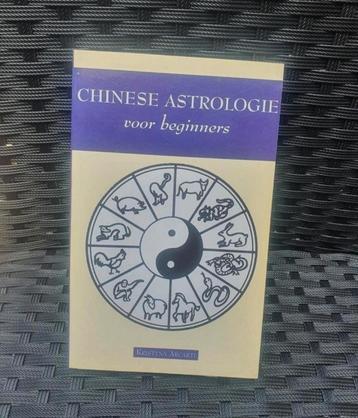 CHINESE ASTROLOGIE
voor beginners
KRISTYNA ARCARTI